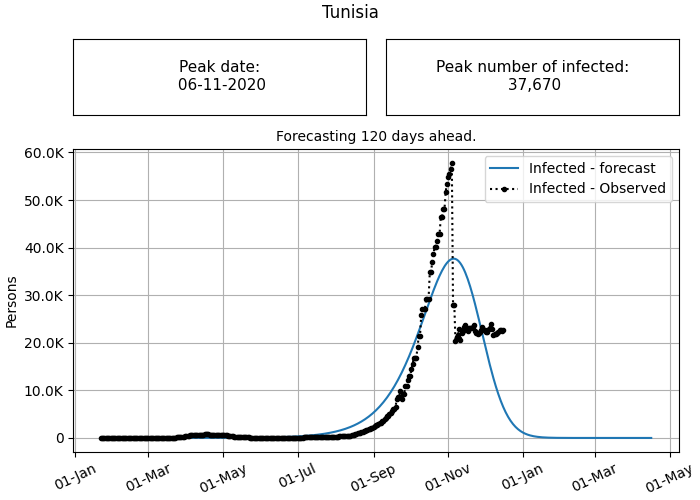 Tunisia
Peak date:
06-11-2020
Peak number of infected:
37,670
Forecasting 120 days ahead.
60.0K
50.0K
40.0K
30.0K
20.0K
10.0K
0
Persons
Infected - forecast
Infected - Observed
01-Jan
01-Mar
01-May
01-Jul
01-Sep
01-Nov
01-Jan
01-Mar
01-May